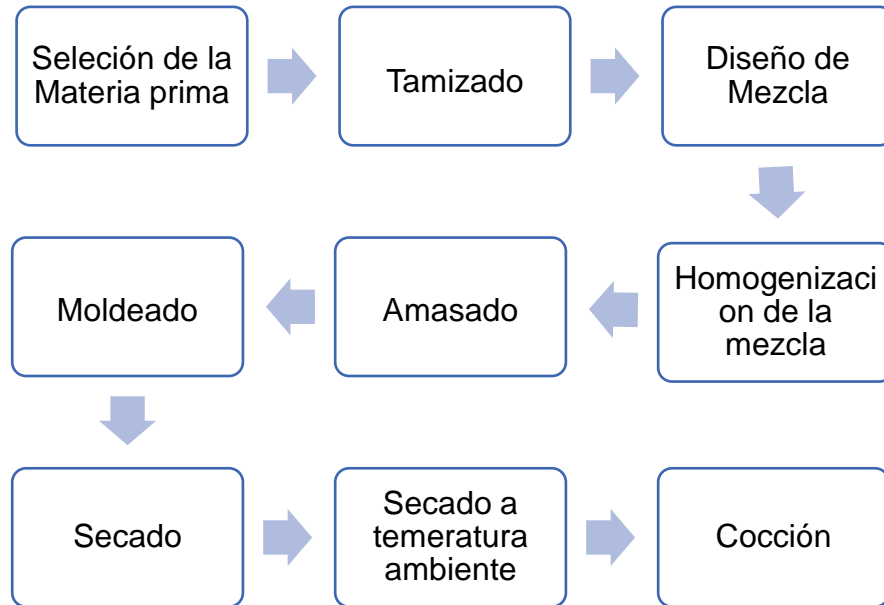 Seleción de la
Materia prima
Tamizado
Diseño de
Mezcla
Homogenizaci
on de la
mezcla
Amasado
Moldeado
Secado
Secado a
temeratura
ambiente
Cocción